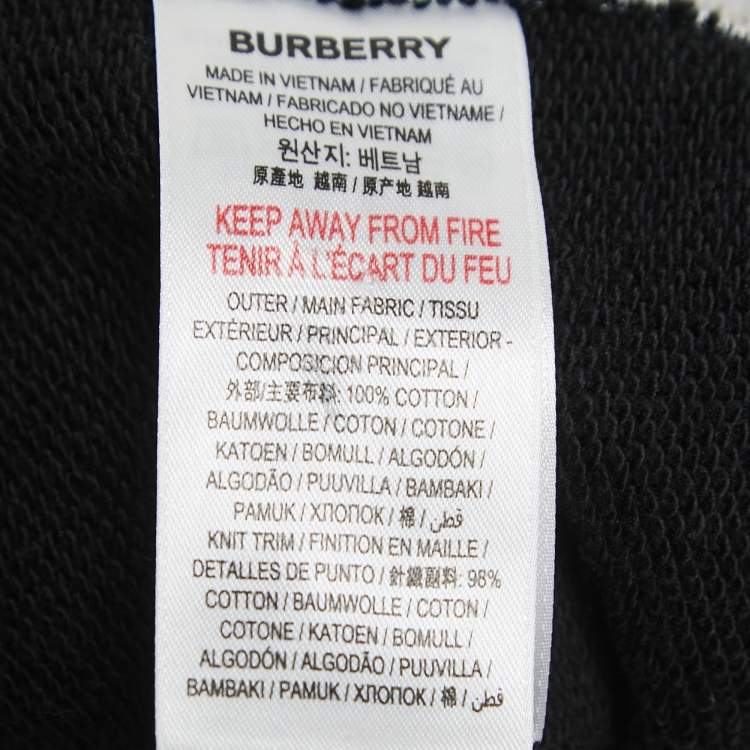 BURBERRY
MADE IN VIETNAM / FABRIQUÉ AU
VIETNAM / FABRICADO NO VIETNAME /
HECHO EN VIETNAM
원산지: 베트남
原產地 越南 / 原产地 越南
KEEP AWAY FROM FIRE
TENIR À L'ÉCART DU FEU
OUTER / MAIN FABRIC / TISSU
EXTÉRIEUR / PRINCIPAL / EXTERIOR -
COMPOSICION PRINCIPAL /
外部/主要布料: 100% COTTON /
BAUMWOLLE / COTON / COTONE /
KATOEN / BOMULL / ALGODÓN /
ALGODÃO / PUUVILLA / BAMBAKI /
PAMUK / ХЛОПОК / 棉 / قطن
KNIT TRIM / FINITION EN MAILLE /
DETALLES DE PUNTO / 針織副料: 98%
COTTON / BAUMWOLLE / COTON /
COTONE / KATOEN / BOMULL /
ALGODÓN / ALGODÃO / PUUVILLA /
BAMBAKI / PAMUK / ХЛОПОК / 棉 / قطن